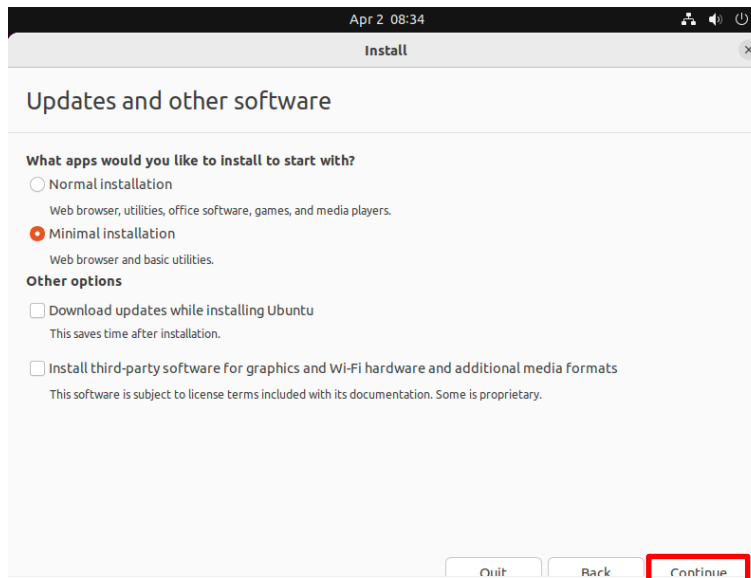 Apr 2 08:34
Install
Updates and other software
What apps would you like to install to start with?
Normal installation
Web browser, utilities, office software, games, and media players.
Minimal installation
Web browser and basic utilities.
Other options
Download updates while installing Ubuntu
This saves time after installation.
Install third-party software for graphics and Wi-Fi hardware and additional media formats
This software is subject to license terms included with its documentation. Some is proprietary.
Quit Back Continue